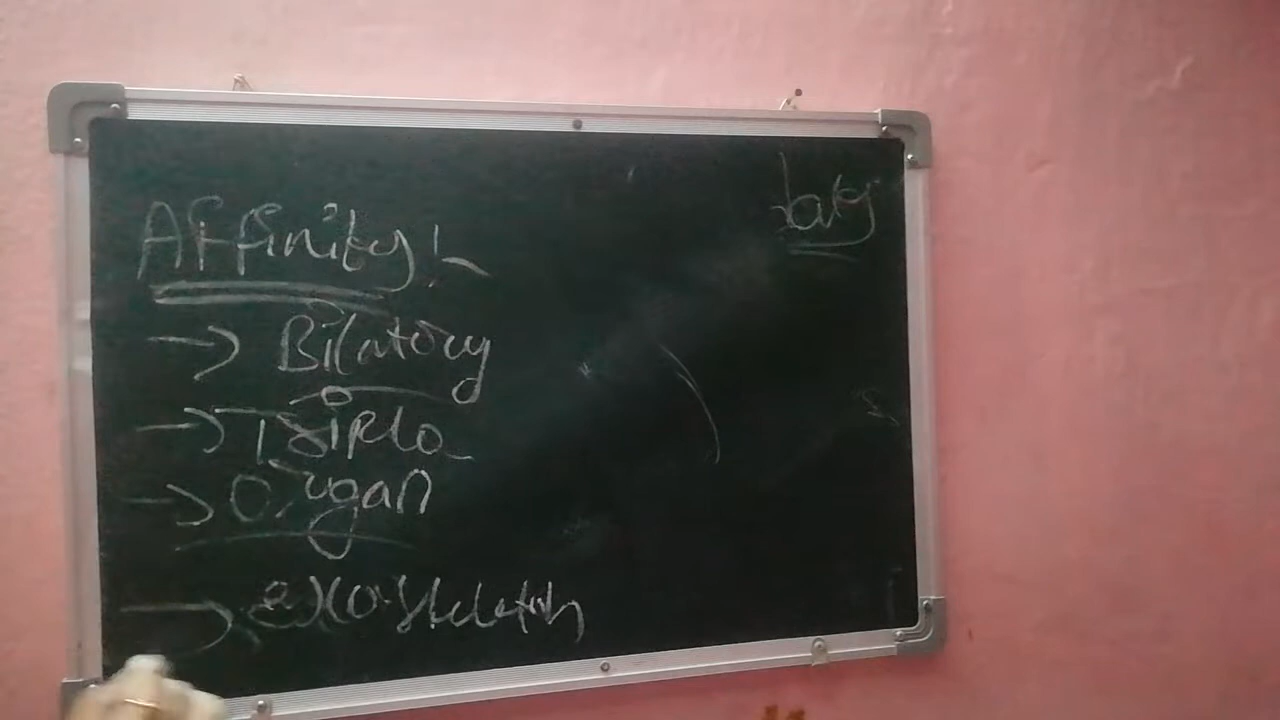 Affinity:-
→ Bilatory
→ Triplo
→ Organ
→ exo-skeleton